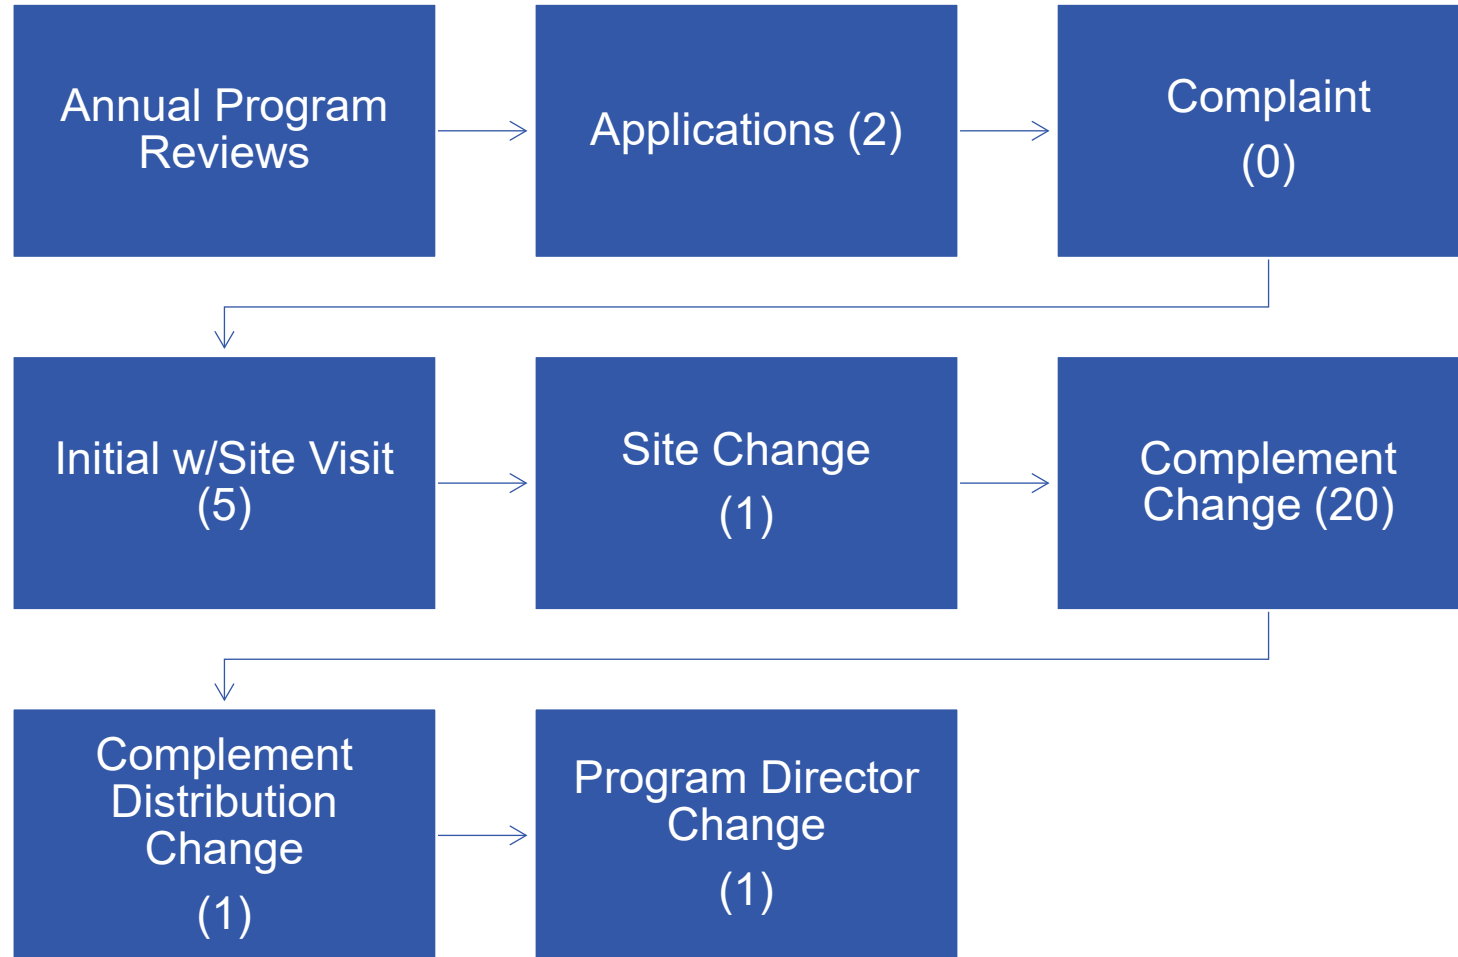 Annual Program
Reviews
Applications (2)
Complaint
(0)
Initial w/Site Visit
(5)
Site Change
(1)
Complement
Change (20)
Complement
Distribution
Change
(1)
Program Director
Change
(1)